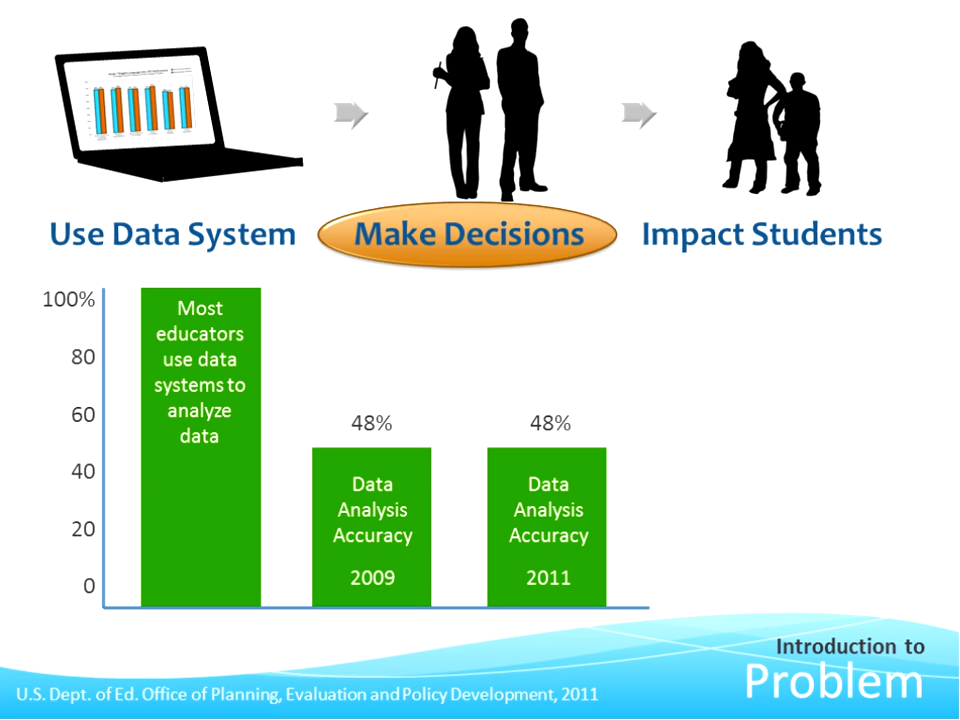 Use Data System
Make Decisions
Impact Students
100%
80
60
40
20
0
Most
educators
use data
systems to
analyze
data
48%
Data
Analysis
Accuracy
2009
48%
Data
Analysis
Accuracy
2011
Introduction to
Problem
U.S. Dept. of Ed. Office of Planning, Evaluation and Policy Development, 2011